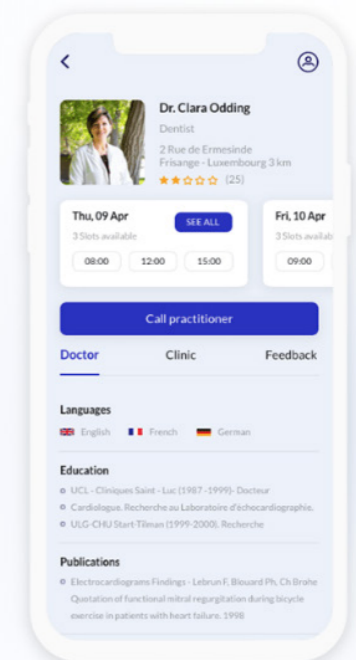 Dr. Clara Odding
Dentist
2 Rue de Ermesinde
Frisange - Luxembourg 3 km
(25)
Thu, 09 Apr
SEE ALL
3 Slots available
08:00 12:00 15:00
Fri, 10 Apr
3 Slots availab
09:00
Call practitioner
Doctor Clinic Feedback
Languages
English French German
Education
UCL - Cliniques Saint - Luc (1987 -1999)- Docteur
Cardiologue. Recherche au Laboratoire d'échocardiographie.
ULG-CHU Start-Tilman (1999-2000). Recherche
Publications
Electrocardiograms Findings - Lebrun F, Blouard Ph, Ch Brohe
Quotation of functional mitral regurgitation during bicycle
exercise in patients with heart failure. 1998